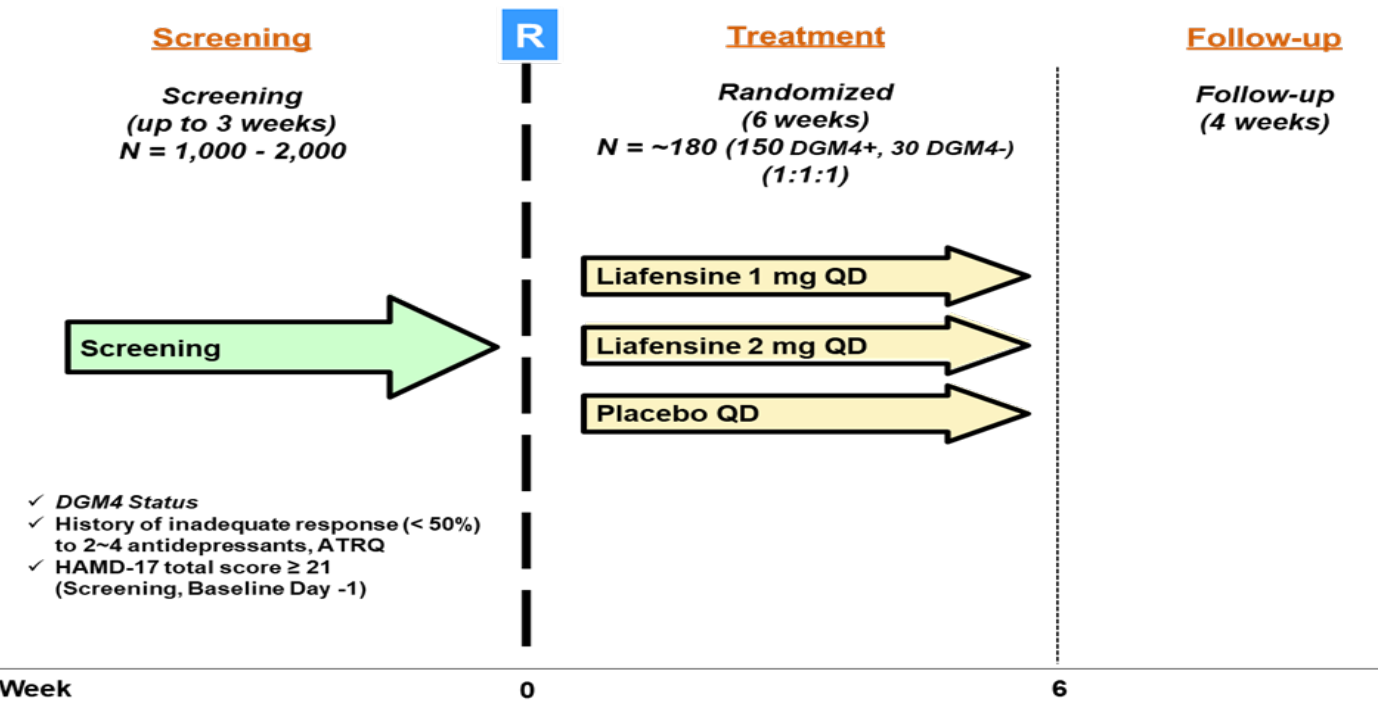 Screening
R
Treatment
Follow-up
Screening
(up to 3 weeks)
N = 1,000 - 2,000
Randomized
(6 weeks)
N = ~180 (150 DGM4+, 30 DGM4-)
(1:1:1)
Follow-up
(4 weeks)
Screening
Liafensine 1 mg QD
Liafensine 2 mg QD
Placebo QD
✓ DGM4 Status
✓ History of inadequate response (< 50%)
to 2~4 antidepressants, ATRQ
✓ HAMD-17 total score ≥ 21
(Screening, Baseline Day -1)
Week
0
6